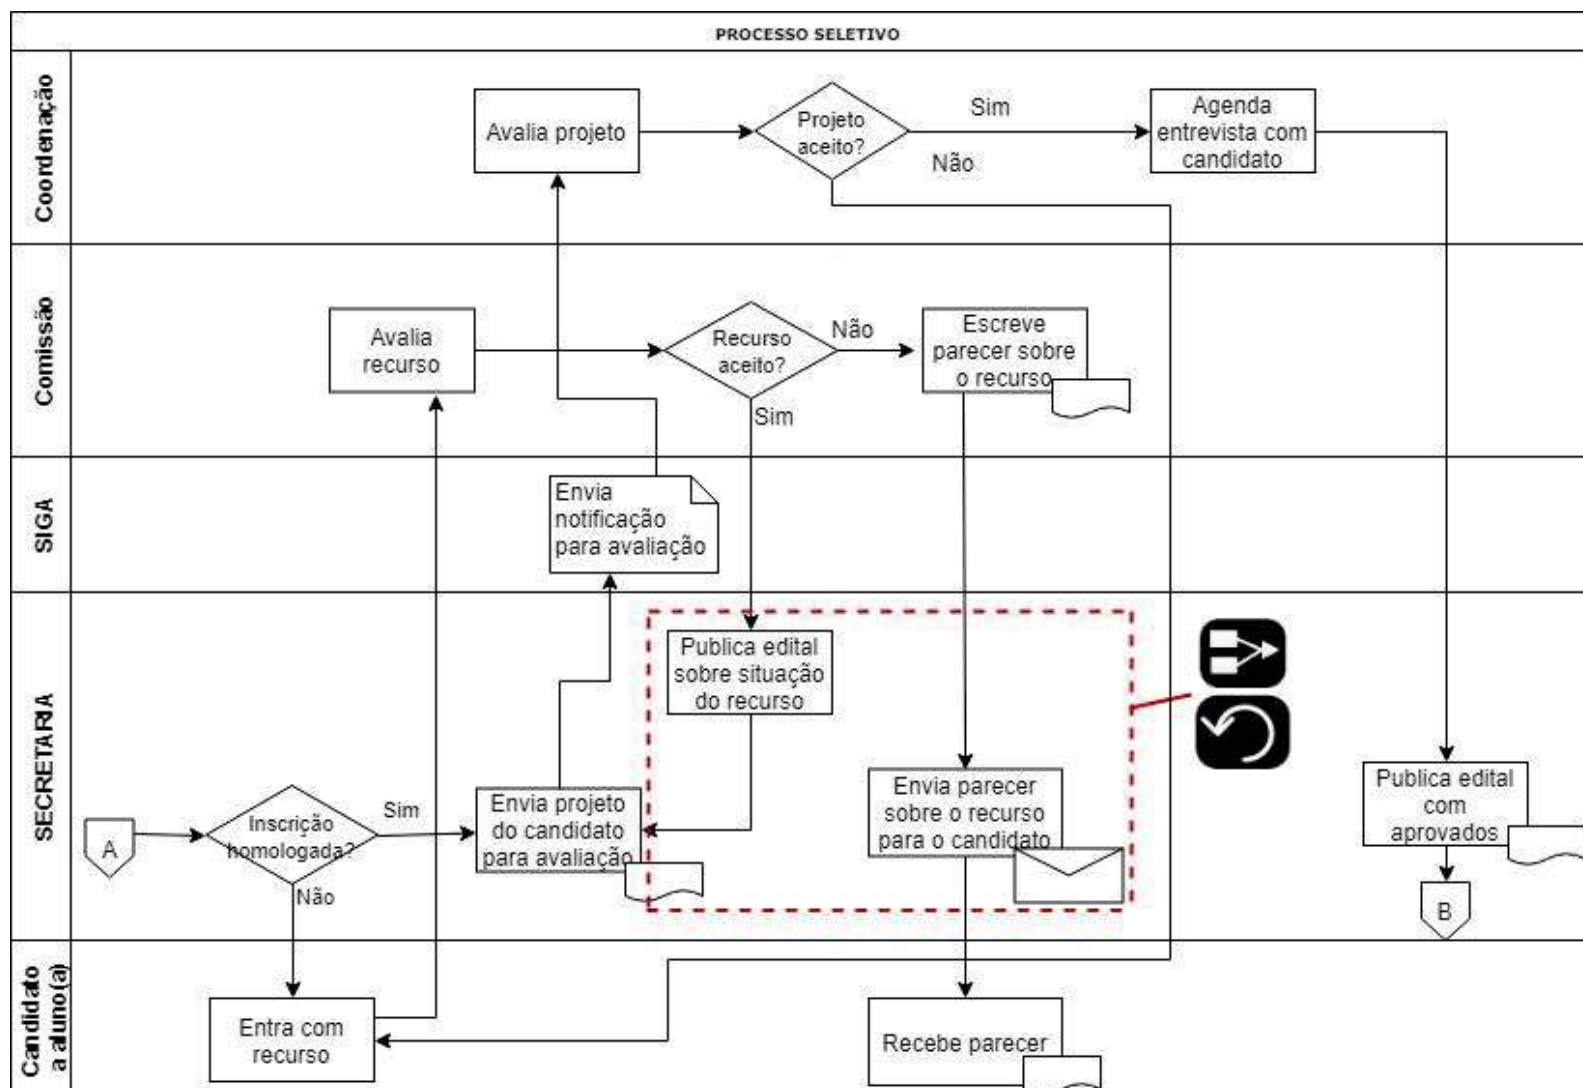 PROCESSO SELETIVO
Coordenação
Avalia projeto
Projeto
aceito?
Sim
Não
Agenda
entrevista com
candidato
Comissão
Avalia
recurso
Recurso
aceito?
Não
Sim
Escreve
parecer sobre
o recurso
SIGA
Envia
notificação
para avaliação
SECRETARIA
Publica edital
sobre situação
do recurso
A
Inscrição
homologada?
Sim
Não
Envia projeto
do candidato
para avaliação
Envia parecer
sobre o recurso
para o candidato
Publica edital
com
aprovados
B
Candidato
a aluno(a)
Entra com
recurso
Recebe parecer